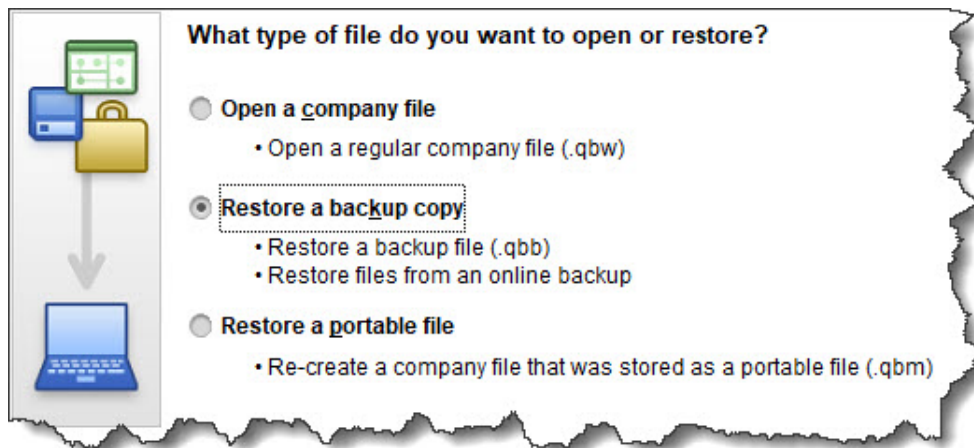 What type of file do you want to open or restore?
Open a company file
• Open a regular company file (.qbw)
Restore a backup copy
• Restore a backup file (.qbb)
• Restore files from an online backup
Restore a portable file
• Re-create a company file that was stored as a portable file (.qbm)